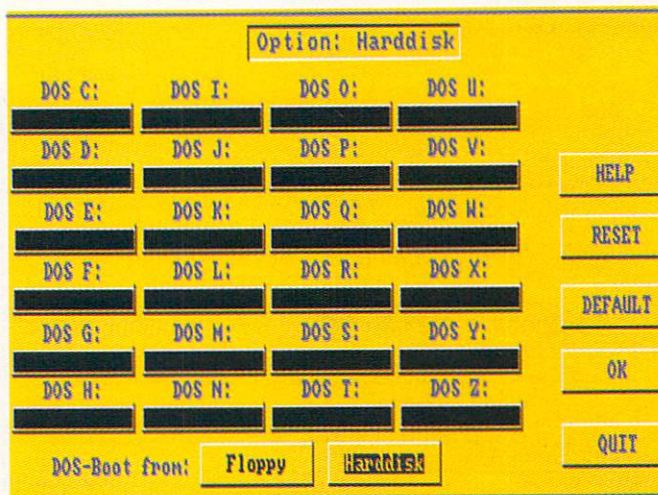 Option: Harddisk
DOS C: DOS I: DOS O: DOS U:
DOS D: DOS J: DOS P: DOS V:
HELP
DOS E: DOS K: DOS Q: DOS W:
RESET
DOS F: DOS L: DOS R: DOS X:
DEFAULT
DOS G: DOS M: DOS S: DOS Y:
OK
DOS H: DOS N: DOS T: DOS Z:
QUIT
DOS-Boot from: Floppy Harddisk